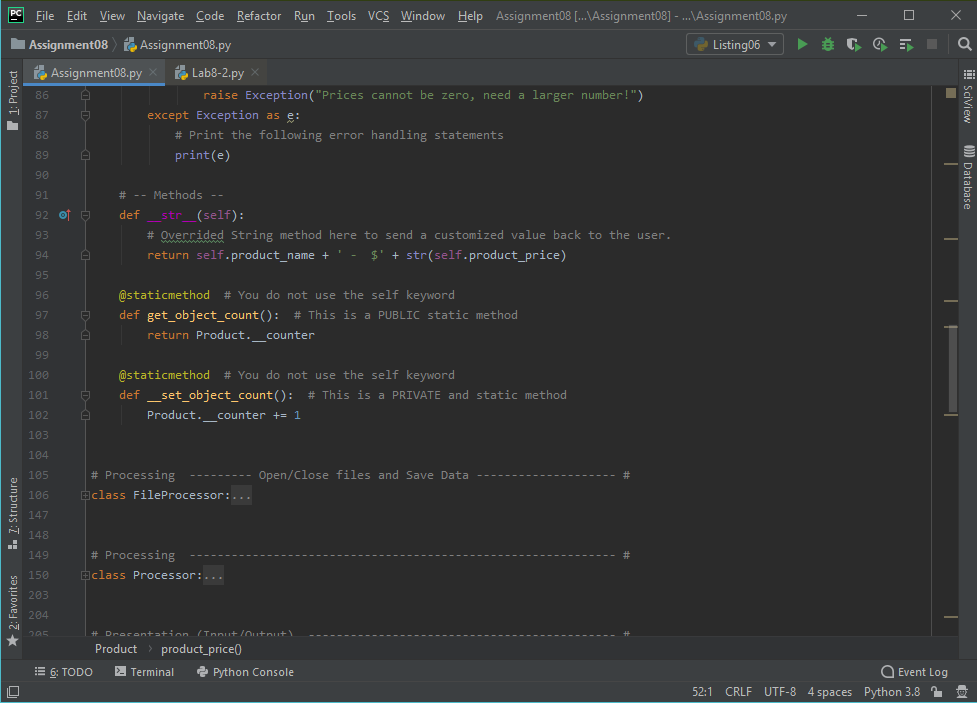 PC File Edit View Navigate Code Refactor Run Tools VCS Window Help Assignment08 [...\Assignment08] - ...\Assignment08.py
Assignment08 Assignment08.py Listing06
1: Project
Assignment08.py Lab8-2.py
86 raise Exception("Prices cannot be zero, need a larger number!")
87 except Exception as e:
88 # Print the following error handling statements
89 print(e)
90
91 # -- Methods --
92 def __str__(self):
93 # Overrided String method here to send a customized value back to the user.
94 return self.product_name + ' -  $' + str(self.product_price)
95
96 @staticmethod  # You do not use the self keyword
97 def get_object_count():  # This is a PUBLIC static method
98 return Product.__counter
99
100 @staticmethod  # You do not use the self keyword
101 def __set_object_count():  # This is a PRIVATE and static method
102 Product.__counter += 1
103
104
105 # Processing  --------- Open/Close files and Save Data -------------------- #
106 class FileProcessor:...
147
148
149 # Processing  ------------------------------------------------------------- #
150 class Processor:...
203
204
205 # Presentation (Input/Output)  -------------------------------------------- #
7: Structure
2: Favorites
SciView
Database
Product product_price()
6: TODO Terminal Python Console Event Log
52:1 CRLF UTF-8 4 spaces Python 3.8